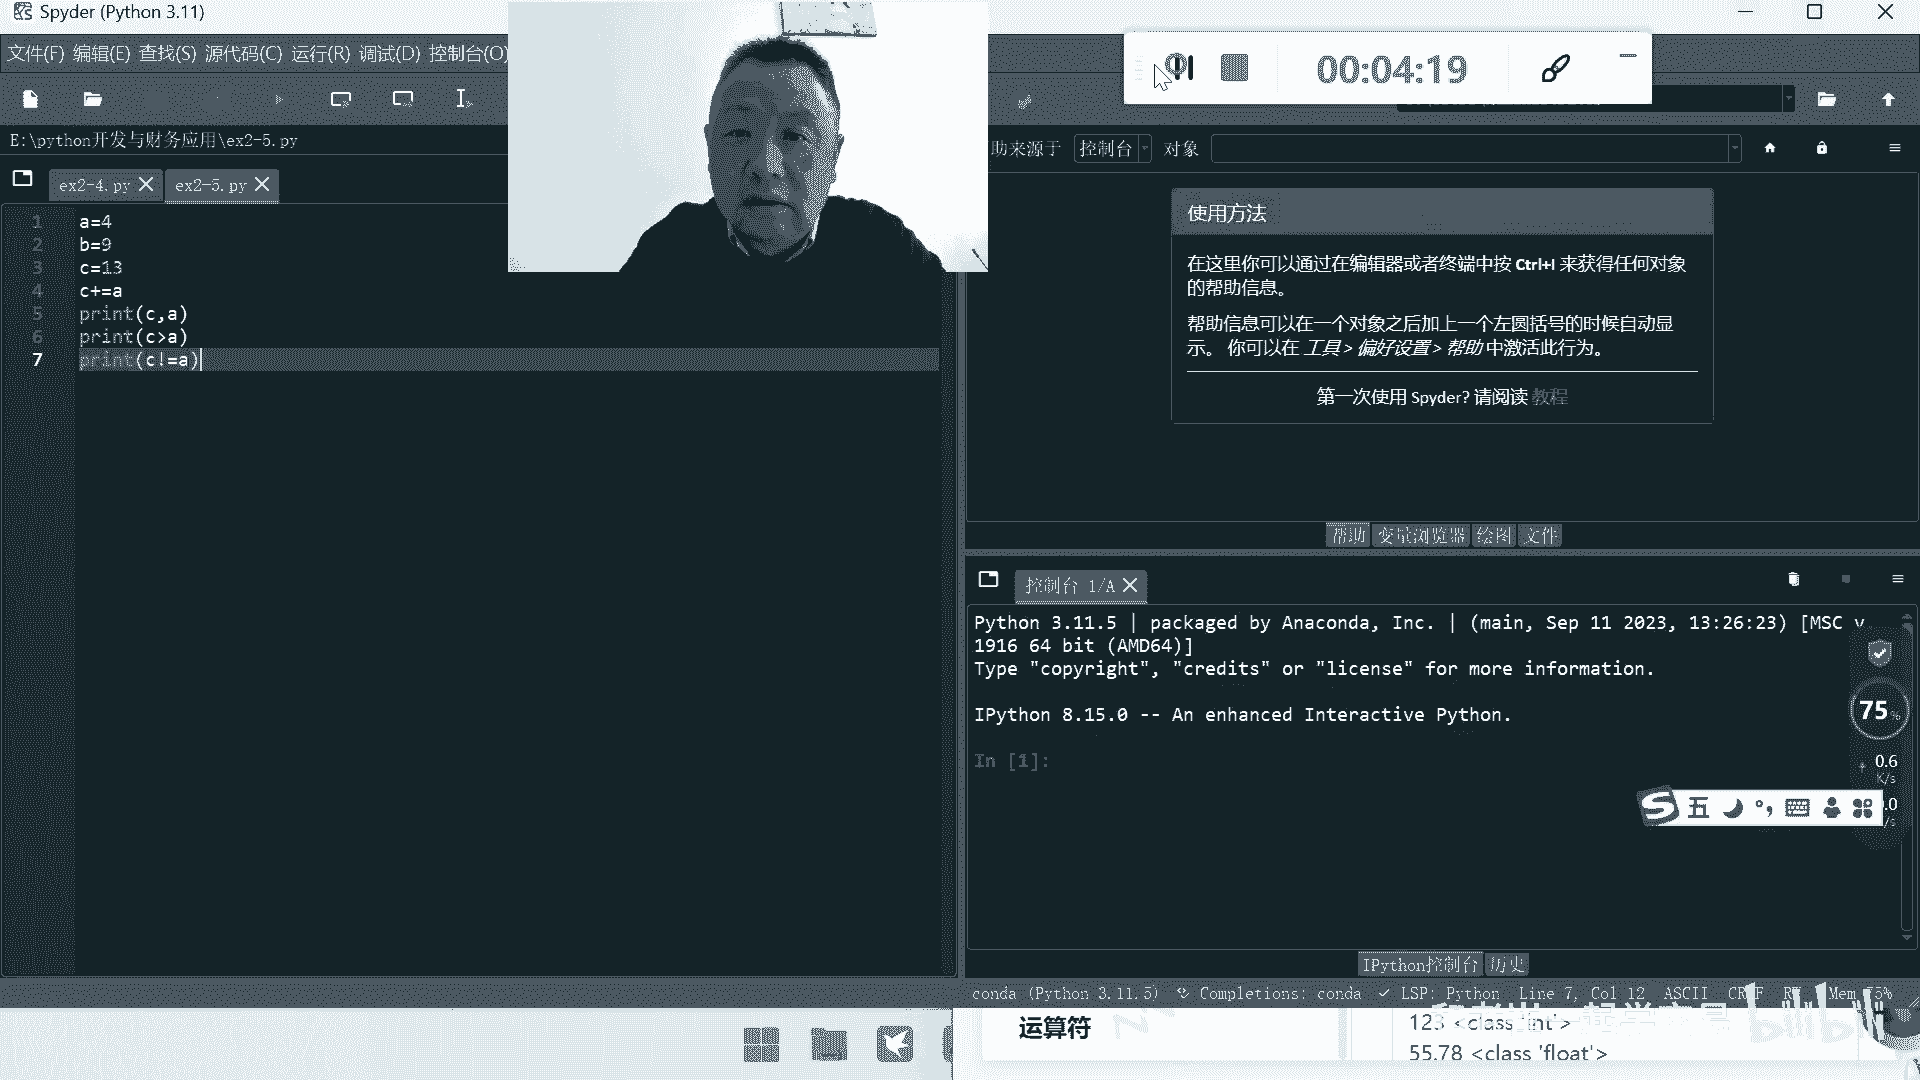 Spyder (Python 3.11)
文件(F) 编辑(E) 查找(S) 源代码(C) 运行(R) 调试(D) 控制台(O)
00:04:19
E:\python开发与财务应用\ex2-5.py
助来源于 控制台 对象
ex2-4.py ex2-5.py
1 a=4
2 b=9
3 c=13
4 c+=a
5 print(c,a)
6 print(c>a)
7 print(c!=a)
使用方法
在这里你可以通过在编辑器或者终端中按 Ctrl+I 来获得任何对象
的帮助信息。
帮助信息可以在一个对象之后加上一个左圆括号的时候自动显
示。 你可以在 工具 > 偏好设置 > 帮助 中激活此行为。
第一次使用 Spyder? 请阅读 教程
帮助 变量浏览器 绘图 文件
控制台 1/A
Python 3.11.5 | packaged by Anaconda, Inc. | (main, Sep 11 2023, 13:26:23) [MSC v.
1916 64 bit (AMD64)]
Type "copyright", "credits" or "license" for more information.
IPython 8.15.0 -- An enhanced Interactive Python.
In [1]:
75%
0.6
K/s
五
IPython控制台 历史
conda (Python 3.11.5) Completions: conda LSP: Python Line 7, Col 12 ASCII Mem 75%
bilibili
运算符
123 <class 'int'>
55.78 <class 'float'>